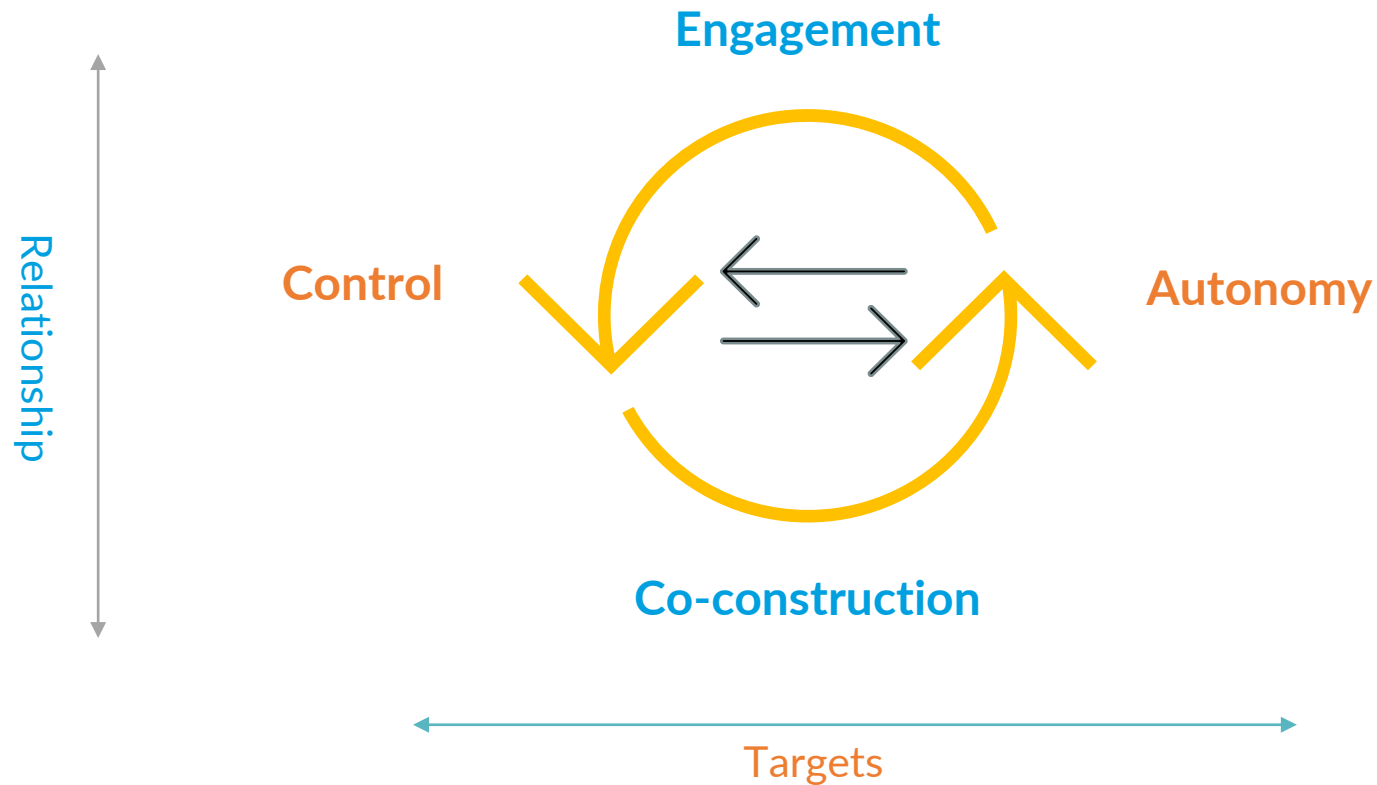 Engagement
Relationship
Control
Autonomy
Co-construction
Targets